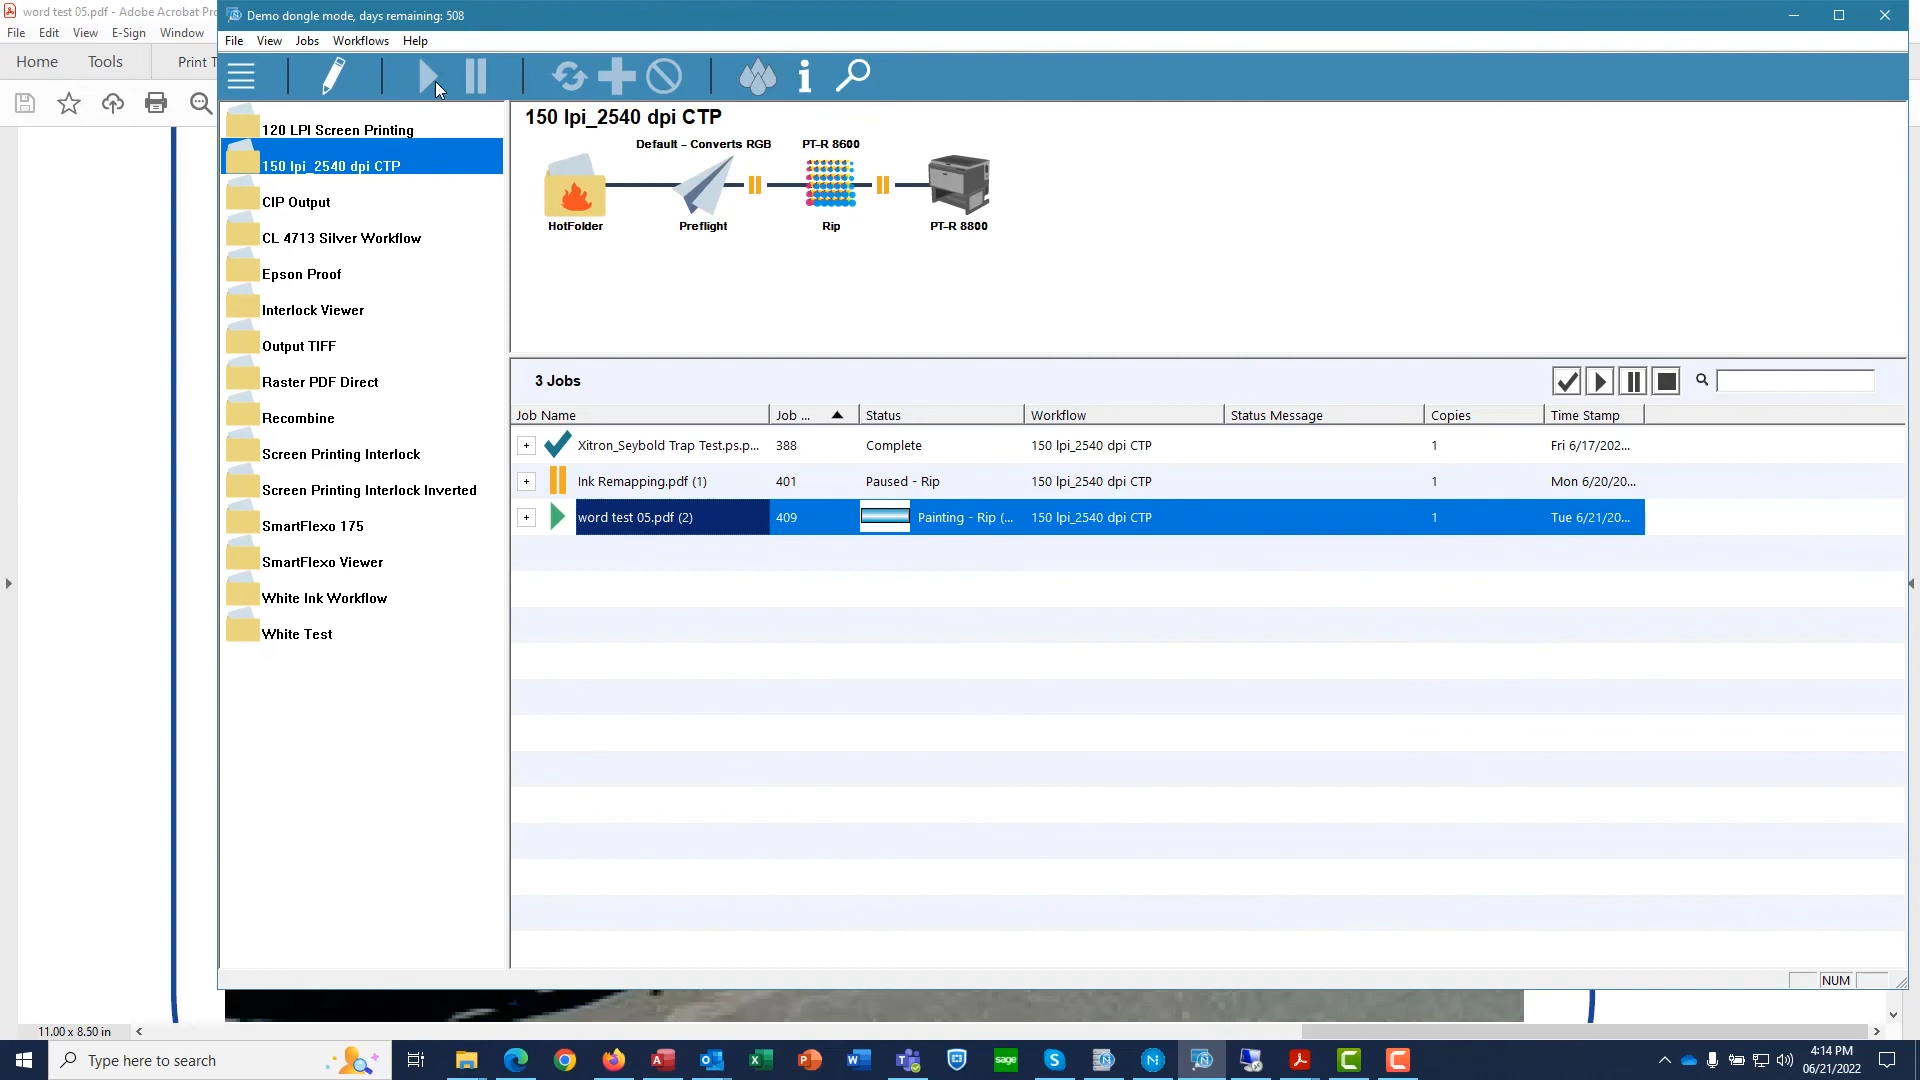 word test 05.pdf - Adobe Acrobat Pr
File Edit View E-Sign Window
Home Tools Print
11.00 x 8.50 in
Demo dongle mode, days remaining: 508
File View Jobs Workflows Help
120 LPI Screen Printing
150 lpi_2540 dpi CTP
CIP Output
CL 4713 Silver Workflow
Epson Proof
Interlock Viewer
Output TIFF
Raster PDF Direct
Recombine
Screen Printing Interlock
Screen Printing Interlock Inverted
SmartFlexo 175
SmartFlexo Viewer
White Ink Workflow
White Test
150 lpi_2540 dpi CTP
Default - Converts RGB PT-R 8600
HotFolder Preflight Rip PT-R 8800
3 Jobs
Job Name Job ... Status Workflow Status Message Copies Time Stamp
Xitron_Seybold Trap Test.ps.p... 388 Complete 150 lpi_2540 dpi CTP 1 Fri 6/17/202...
Ink Remapping.pdf (1) 401 Paused - Rip 150 lpi_2540 dpi CTP 1 Mon 6/20/20...
word test 05.pdf (2) 409 Painting - Rip (... 150 lpi_2540 dpi CTP 1 Tue 6/21/20...
NUM
Type here to search
sage
4:14 PM
06/21/2022